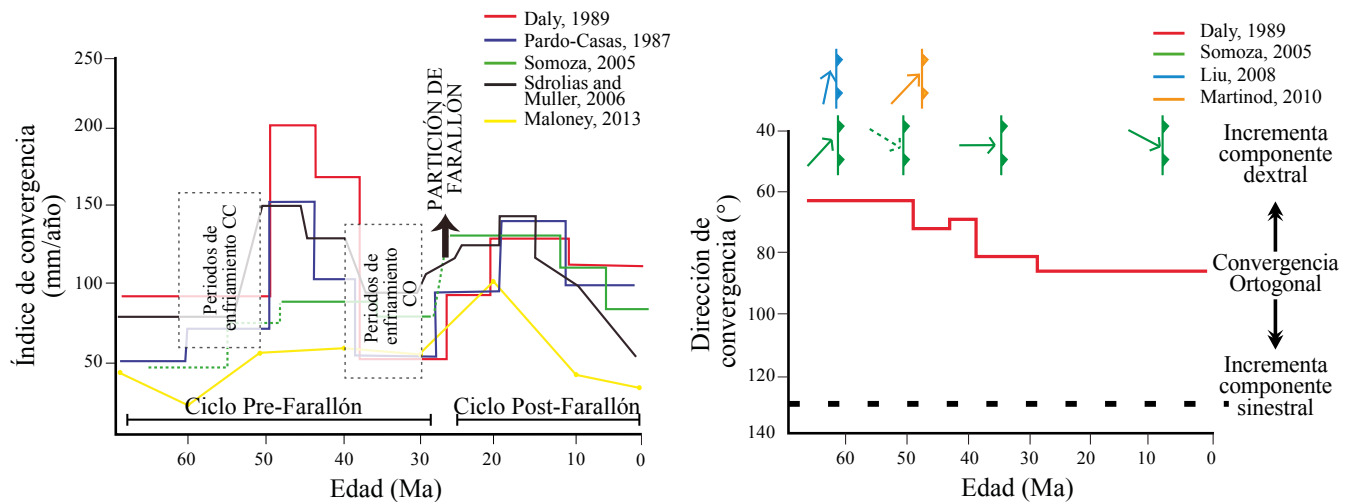 Daly, 1989
Pardo-Casas, 1987
Somoza, 2005
Sdrolias and
Muller, 2006
Maloney, 2013
Índice de convergencia
(mm/año)
250
200
150
100
50
Periodos de
enfriamiento CC
Periodos de
enfriamiento
CO
PARTICIÓN DE
FARALLÓN
Ciclo Pre-Farallón
Ciclo Post-Farallón
60
50
40
30
20
10
0
Edad (Ma)
Daly, 1989
Somoza, 2005
Liu, 2008
Martinod, 2010
Dirección de
convergencia (°)
40
60
80
100
120
140
Incrementa
componente
dextral
Convergencia
Ortogonal
Incrementa
componente
sinestral
60
50
40
30
20
10
0
Edad (Ma)